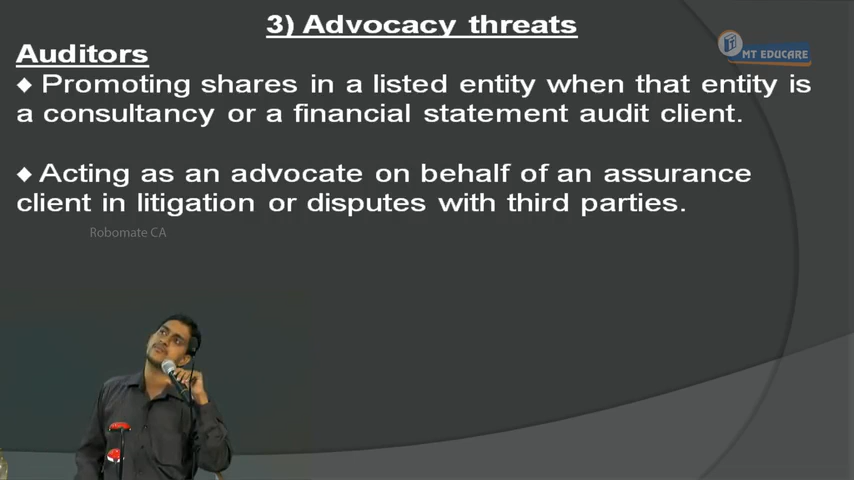 3) Advocacy threats
MT EDUCARE
Auditors
◆ Promoting shares in a listed entity when that entity is
a consultancy or a financial statement audit client.
◆ Acting as an advocate on behalf of an assurance
client in litigation or disputes with third parties.
Robomate CA